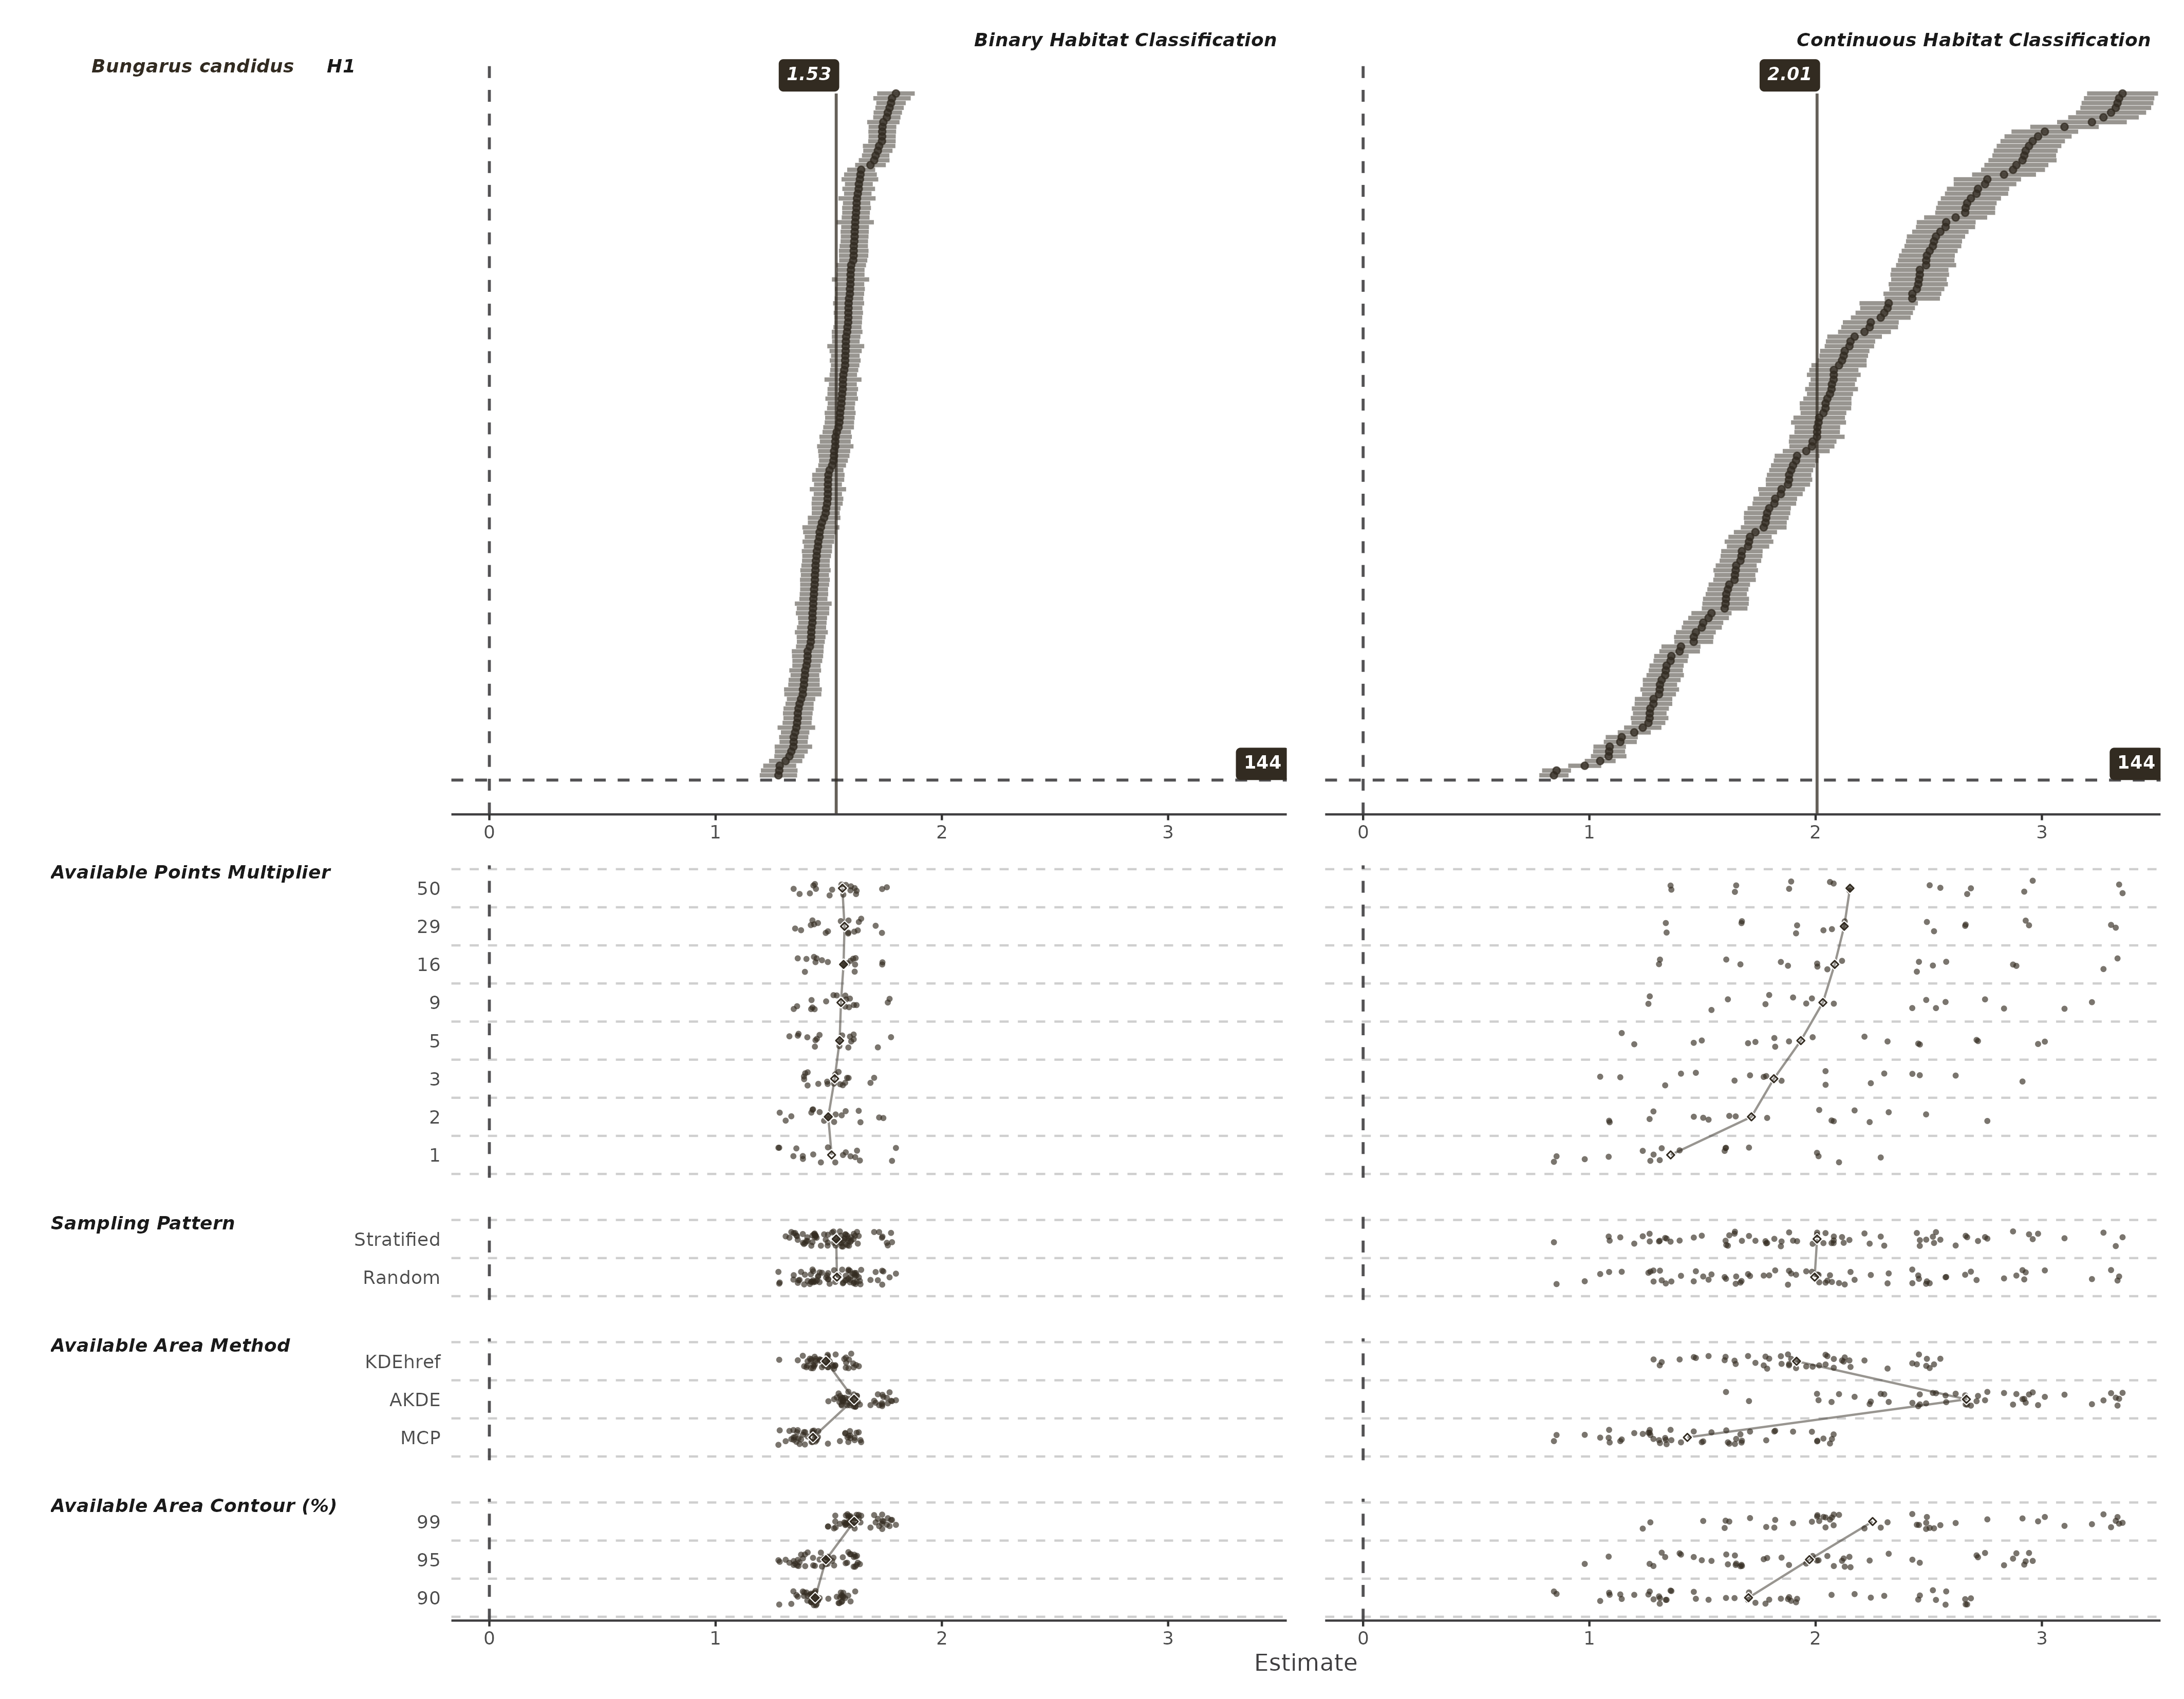 Binary Habitat Classification
Continuous Habitat Classification
Bungarus candidus H1
1.53
2.01
144
144
0 1 2 3
0 1 2 3
Available Points Multiplier
50
29
16
9
5
3
2
1
Sampling Pattern
Stratified
Random
Available Area Method
KDEhref
AKDE
MCP
Available Area Contour (%)
99
95
90
0 1 2 3
0 1 2 3
Estimate